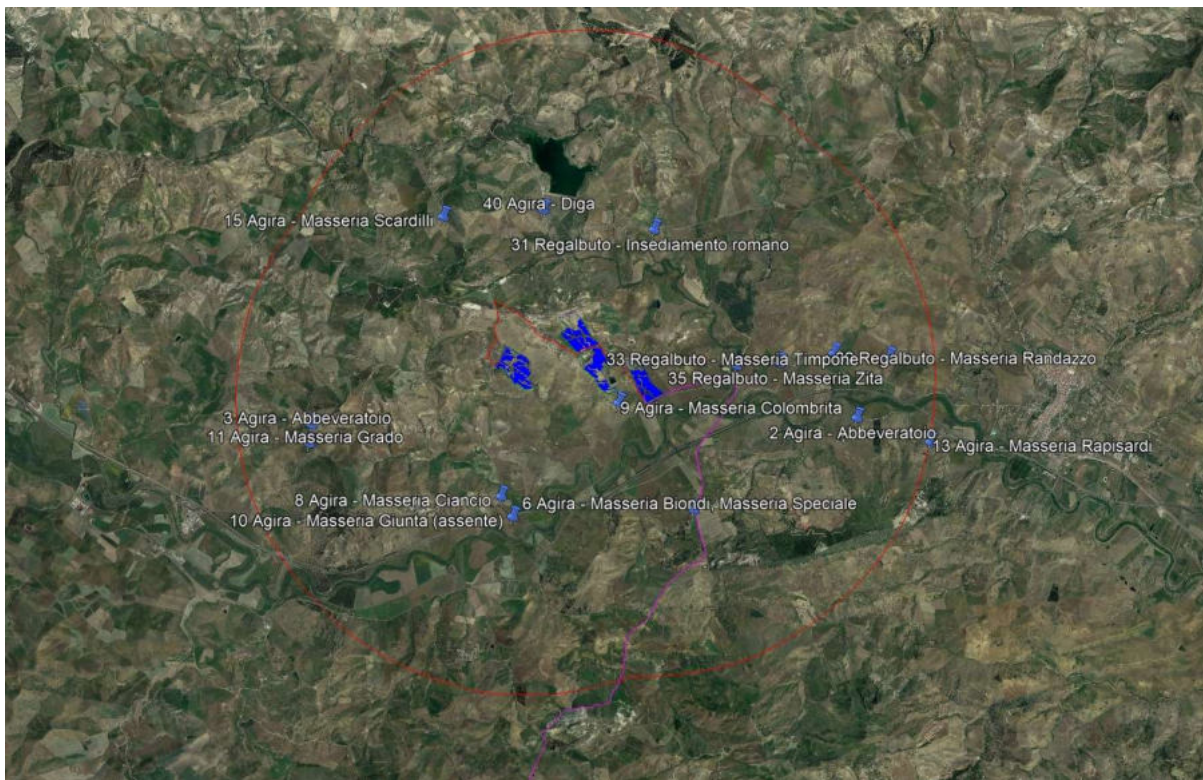 40 Agira - Diga
15 Agira - Masseria Scardilli
31 Regalbuto - Insediamento romano
33 Regalbuto - Masseria Timpone
Regalbuto - Masseria Randazzo
35 Regalbuto - Masseria Zita
9 Agira - Masseria Colombrita
3 Agira - Abbeveratoio
2 Agira - Abbeveratoio
11 Agira - Masseria Grado
13 Agira - Masseria Rapisardi
8 Agira - Masseria Ciancio
6 Agira - Masseria Biondi, Masseria Speciale
10 Agira - Masseria Giunta (assente)